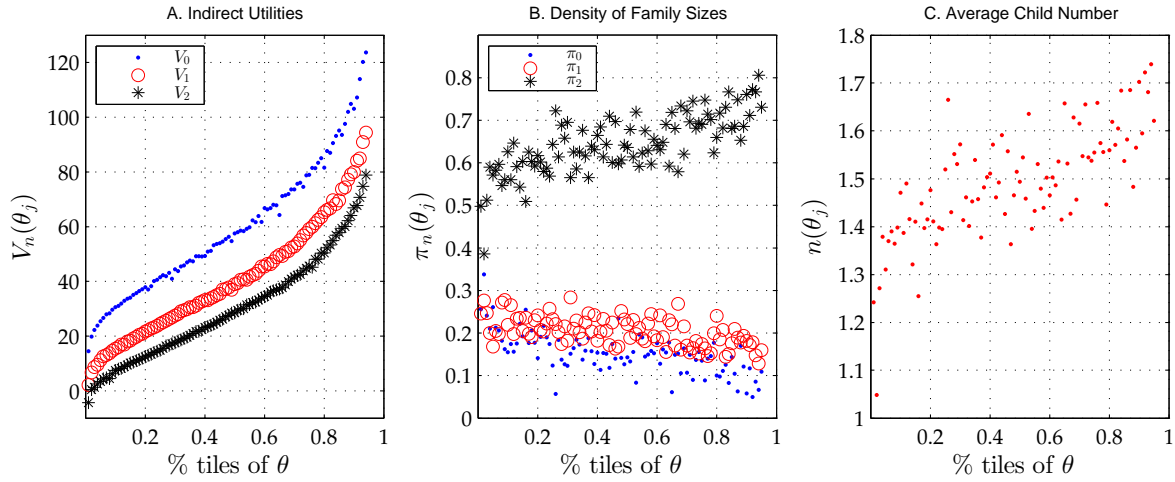 A. Indirect Utilities
V₀
V₁
V₂
120
100
80
60
40
20
0
Vₙ(θⱼ)
0.2
0.4
0.6
0.8
1
% tiles of θ
B. Density of Family Sizes
π₀
π₁
π₂
0.8
0.7
0.6
0.5
0.4
0.3
0.2
0.1
0
πₙ(θⱼ)
0.2
0.4
0.6
0.8
1
% tiles of θ
C. Average Child Number
1.8
1.7
1.6
1.5
1.4
1.3
1.2
1.1
1
n(θⱼ)
0.2
0.4
0.6
0.8
1
% tiles of θ